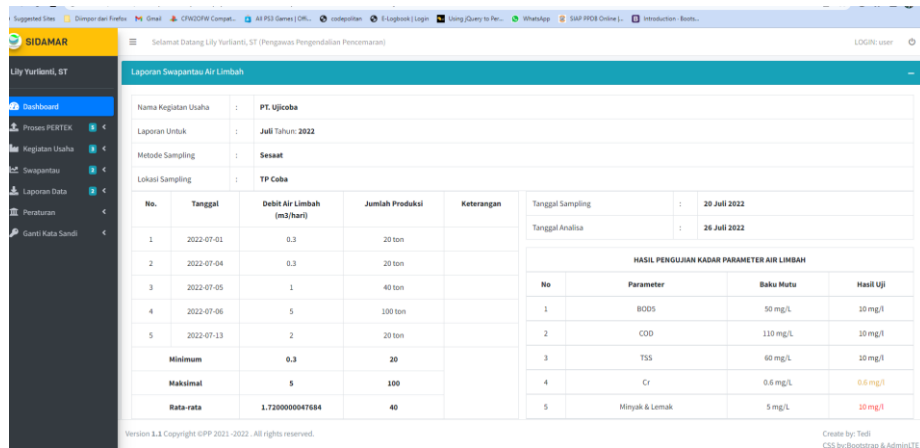 Suggested Sites Diimpor dari Firefox Gmail CFW2OFW Compat... All PS3 Games | Offi... codepolitan E-Logbook | Login Using jQuery to Per... WhatsApp SIAP PPDB Online |... Introduction · Boots...
SIDAMAR
Selamat Datang Lily Yurlianti, ST (Pengawas Pengendalian Pencemaran)
LOGIN: user
Lily Yurlianti, ST
Dashboard
Proses PERTEK
Kegiatan Usaha
Swapantau
Laporan Data
Peraturan
Ganti Kata Sandi
Laporan Swapantau Air Limbah
Nama Kegiatan Usaha : PT. Ujicoba
Laporan Untuk : Juli Tahun: 2022
Metode Sampling : Sesaat
Lokasi Sampling : TP Coba
No. Tanggal Debit Air Limbah (m3/hari) Jumlah Produksi Keterangan
1 2022-07-01 0.3 20 ton
2 2022-07-04 0.3 20 ton
3 2022-07-05 1 40 ton
4 2022-07-06 5 100 ton
5 2022-07-13 2 20 ton
Minimum 0.3 20
Maksimal 5 100
Rata-rata 1.7200000047684 40
Tanggal Sampling : 20 Juli 2022
Tanggal Analisa : 26 Juli 2022
HASIL PENGUJIAN KADAR PARAMETER AIR LIMBAH
No Parameter Baku Mutu Hasil Uji
1 BOD5 50 mg/L 10 mg/l
2 COD 110 mg/L 10 mg/l
3 TSS 60 mg/L 10 mg/l
4 Cr 0.6 mg/L 0.6 mg/l
5 Minyak & Lemak 5 mg/L 10 mg/l
Version 1.1 Copyright ©PP 2021 -2022 . All rights reserved.
Create by: Tedi
CSS by:Bootstrap & AdminLTE